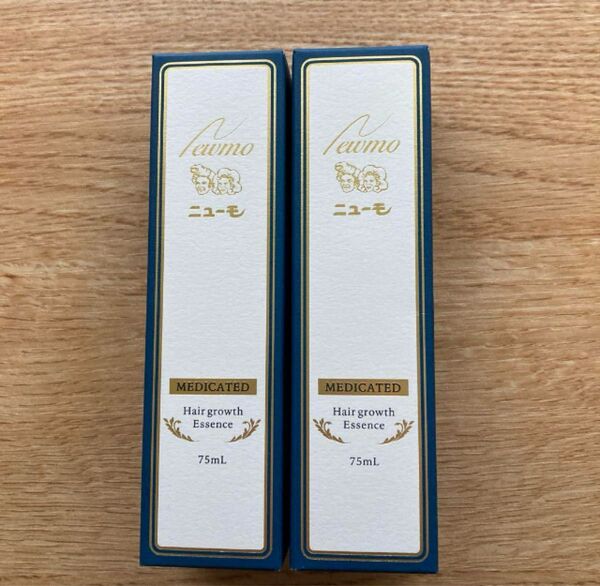 Newmo
ニューモ
MEDICATED
Hair growth
Essence
75mL
Newmo
ニューモ
MEDICATED
Hair growth
Essence
75mL